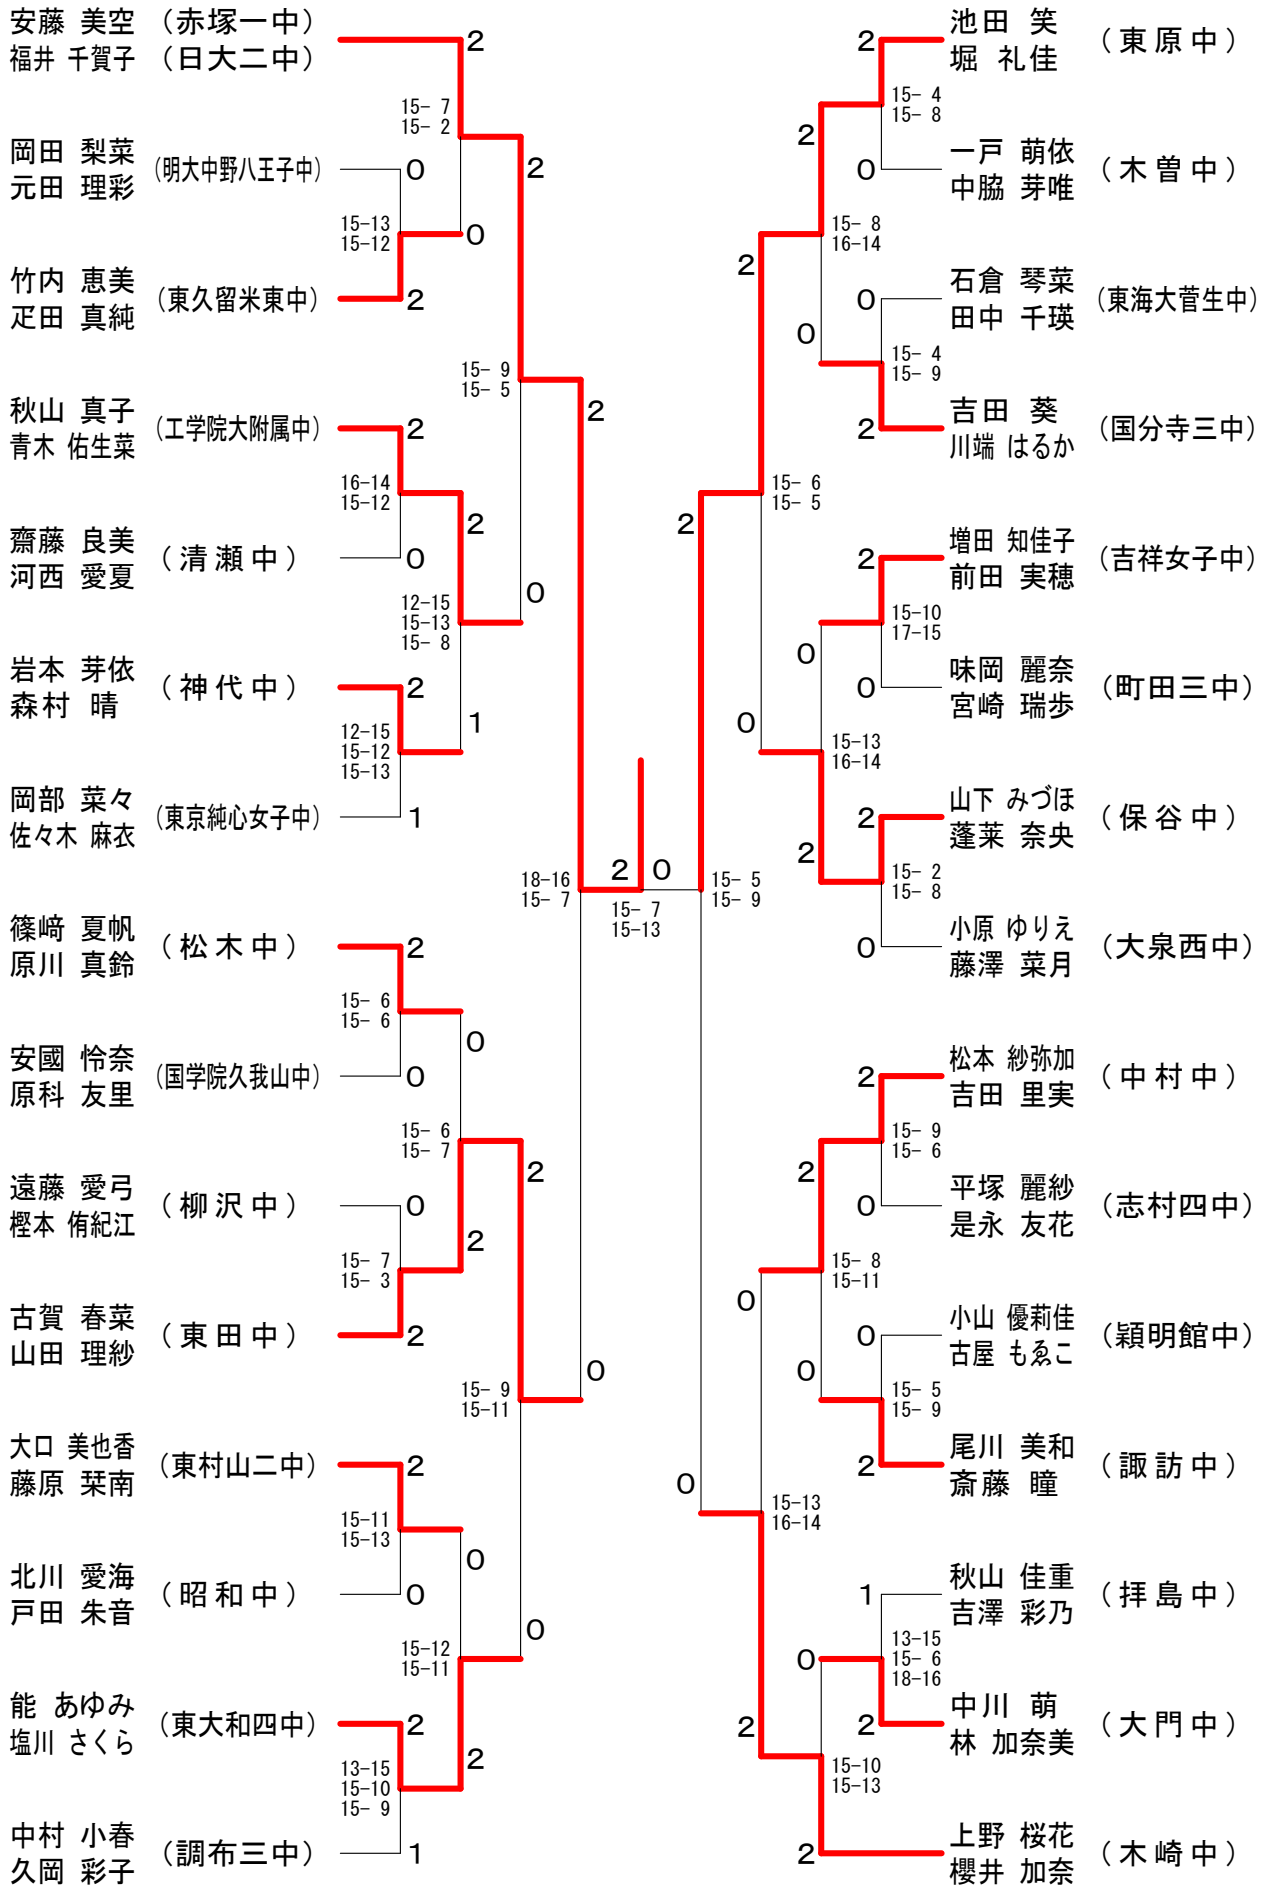 安藤 美空 (赤塚一中)
福井 千賀子 (日大二中)
2
15- 7
15- 2
岡田 梨菜
元田 理彩
(明大中野八王子中)
0
2
15-13
15-12
0
竹内 恵美
疋田 真純
(東久留米東中)
2
15- 9
15- 5
2
秋山 真子
青木 佑生菜
(工学院大附属中)
2
16-14
15-12
2
齋藤 良美
河西 愛夏
(清瀬中)
0
0
12-15
15-13
15- 8
岩本 芽依
森村 晴
(神代中)
2
1
12-15
15-12
15-13
岡部 菜々
佐々木 麻衣
(東京純心女子中)
1
18-16
15- 7
2 0
15- 7
15-13
篠﨑 夏帆
原川 真鈴
(松木中)
2
15- 6
15- 6
0
安國 怜奈
原科 友里
(国学院久我山中)
0
15- 6
15- 7
2
遠藤 愛弓
樫本 侑紀江
(柳沢中)
0
2
15- 7
15- 3
古賀 春菜
山田 理紗
(東田中)
2
0
15- 9
15-11
大口 美也香
藤原 栞南
(東村山二中)
2
15-11
15-13
0
北川 愛海
戸田 朱音
(昭和中)
0
0
15-12
15-11
能 あゆみ
塩川 さくら
(東大和四中)
2
2
13-15
15-10
15- 9
中村 小春
久岡 彩子
(調布三中)
1
2
池田 笑
堀 礼佳
(東原中)
15- 4
15- 8
2
0
一戸 萌依
中脇 芽唯
(木曽中)
15- 8
16-14
2
0
石倉 琴菜
田中 千瑛
(東海大菅生中)
0
15- 4
15- 9
2
吉田 葵
川端 はるか
(国分寺三中)
15- 6
15- 5
2
2
増田 知佳子
前田 実穂
(吉祥女子中)
15-10
17-15
0
0
味岡 麗奈
宮崎 瑞歩
(町田三中)
0
15-13
16-14
2
山下 みづほ
蓬莱 奈央
(保谷中)
2
15- 2
15- 8
0
小原 ゆりえ
藤澤 菜月
(大泉西中)
15- 5
15- 9
2
松本 紗弥加
吉田 里実
(中村中)
15- 9
15- 6
2
0
平塚 麗紗
是永 友花
(志村四中)
15- 8
15-11
0
0
小山 優莉佳
古屋 もゑこ
(穎明館中)
0
15- 5
15- 9
2
尾川 美和
斎藤 瞳
(諏訪中)
0
15-13
16-14
1
秋山 佳重
吉澤 彩乃
(拝島中)
13-15
15- 6
18-16
0
2
中川 萌
林 加奈美
(大門中)
2
15-10
15-13
2
上野 桜花
櫻井 加奈
(木崎中)